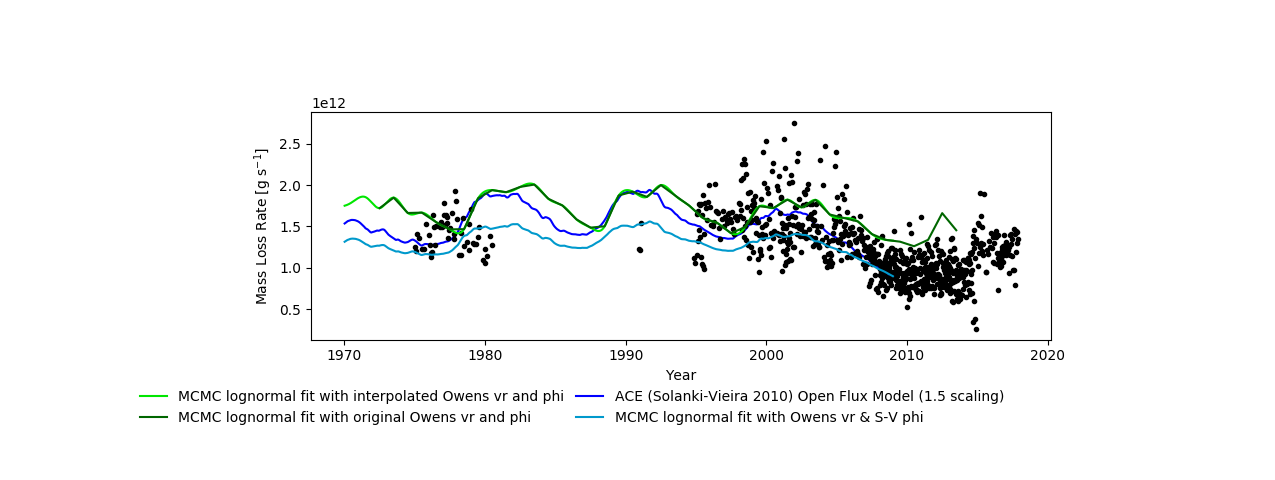 1e12
2.5
2.0
1.5
1.0
0.5
Mass Loss Rate [g s⁻¹]
1970 1980 1990 2000 2010 2020
Year
MCMC lognormal fit with interpolated Owens vr and phi
MCMC lognormal fit with original Owens vr and phi
ACE (Solanki-Vieira 2010) Open Flux Model (1.5 scaling)
MCMC lognormal fit with Owens vr & S-V phi